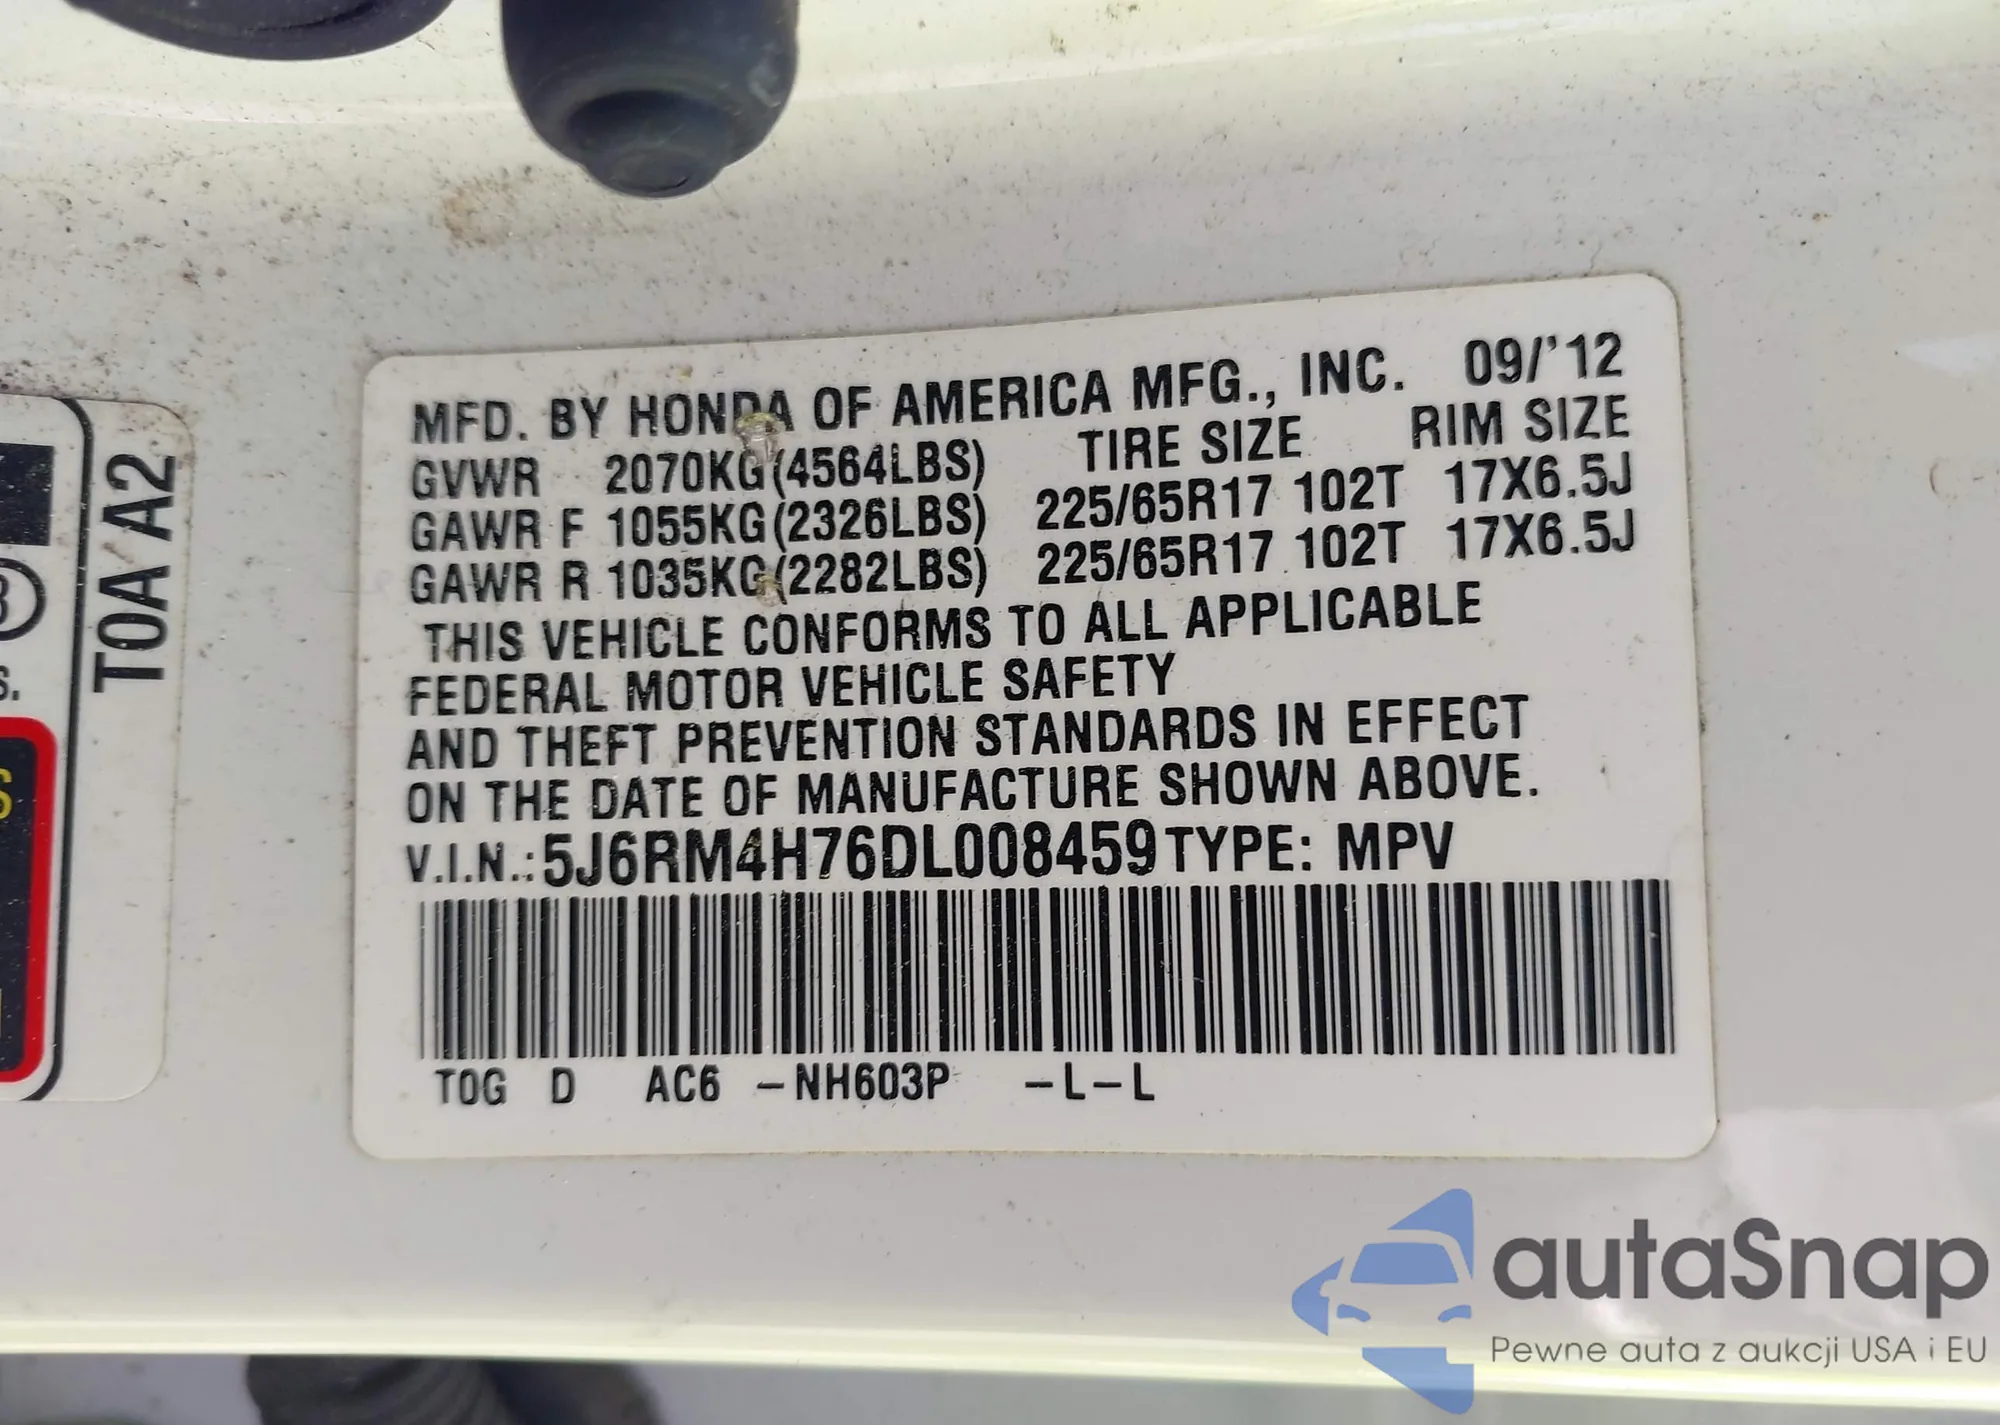 MFD. BY HONDA OF AMERICA MFG., INC. 09/'12
GVWR 2070KG(4564LBS) TIRE SIZE RIM SIZE
GAWR F 1055KG(2326LBS) 225/65R17 102T 17X6.5J
GAWR R 1035KG(2282LBS) 225/65R17 102T 17X6.5J
THIS VEHICLE CONFORMS TO ALL APPLICABLE
FEDERAL MOTOR VEHICLE SAFETY
AND THEFT PREVENTION STANDARDS IN EFFECT
ON THE DATE OF MANUFACTURE SHOWN ABOVE.
V.I.N.:5J6RM4H76DL008459 TYPE: MPV
T0G D AC6 -NH603P -L-L
T0A A2
autaSnap
Pewne auta z aukcji USA i EU